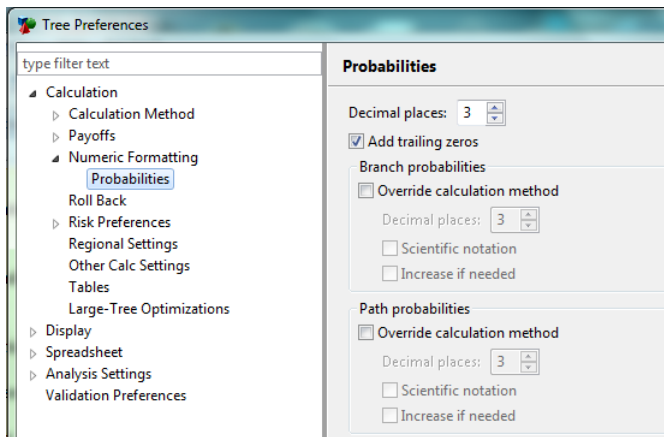 Tree Preferences
type filter text
Calculation
Calculation Method
Payoffs
Numeric Formatting
Probabilities
Roll Back
Risk Preferences
Regional Settings
Other Calc Settings
Tables
Large-Tree Optimizations
Display
Spreadsheet
Analysis Settings
Validation Preferences
Probabilities
Decimal places: 3
Add trailing zeros
Branch probabilities
Override calculation method
Decimal places: 3
Scientific notation
Increase if needed
Path probabilities
Override calculation method
Decimal places: 3
Scientific notation
Increase if needed